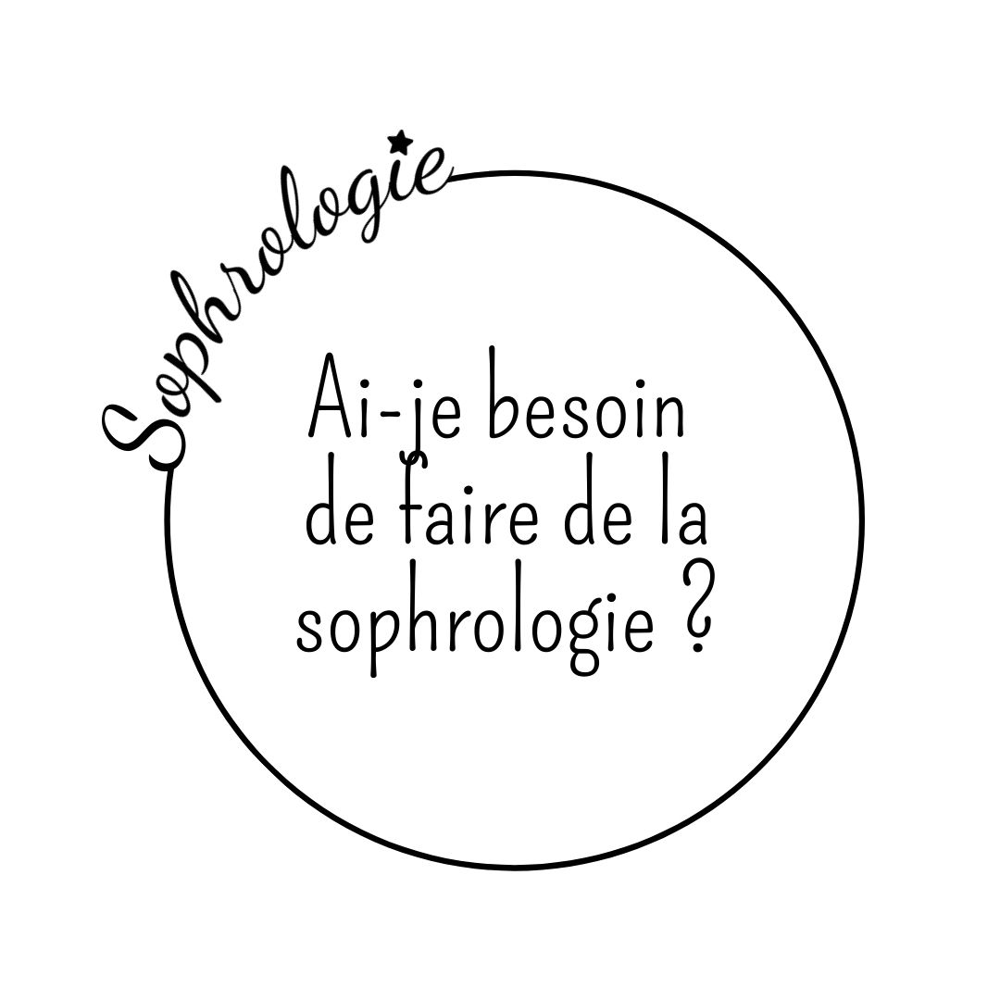 Sophrologie
Ai-je besoin
de faire de la
sophrologie ?